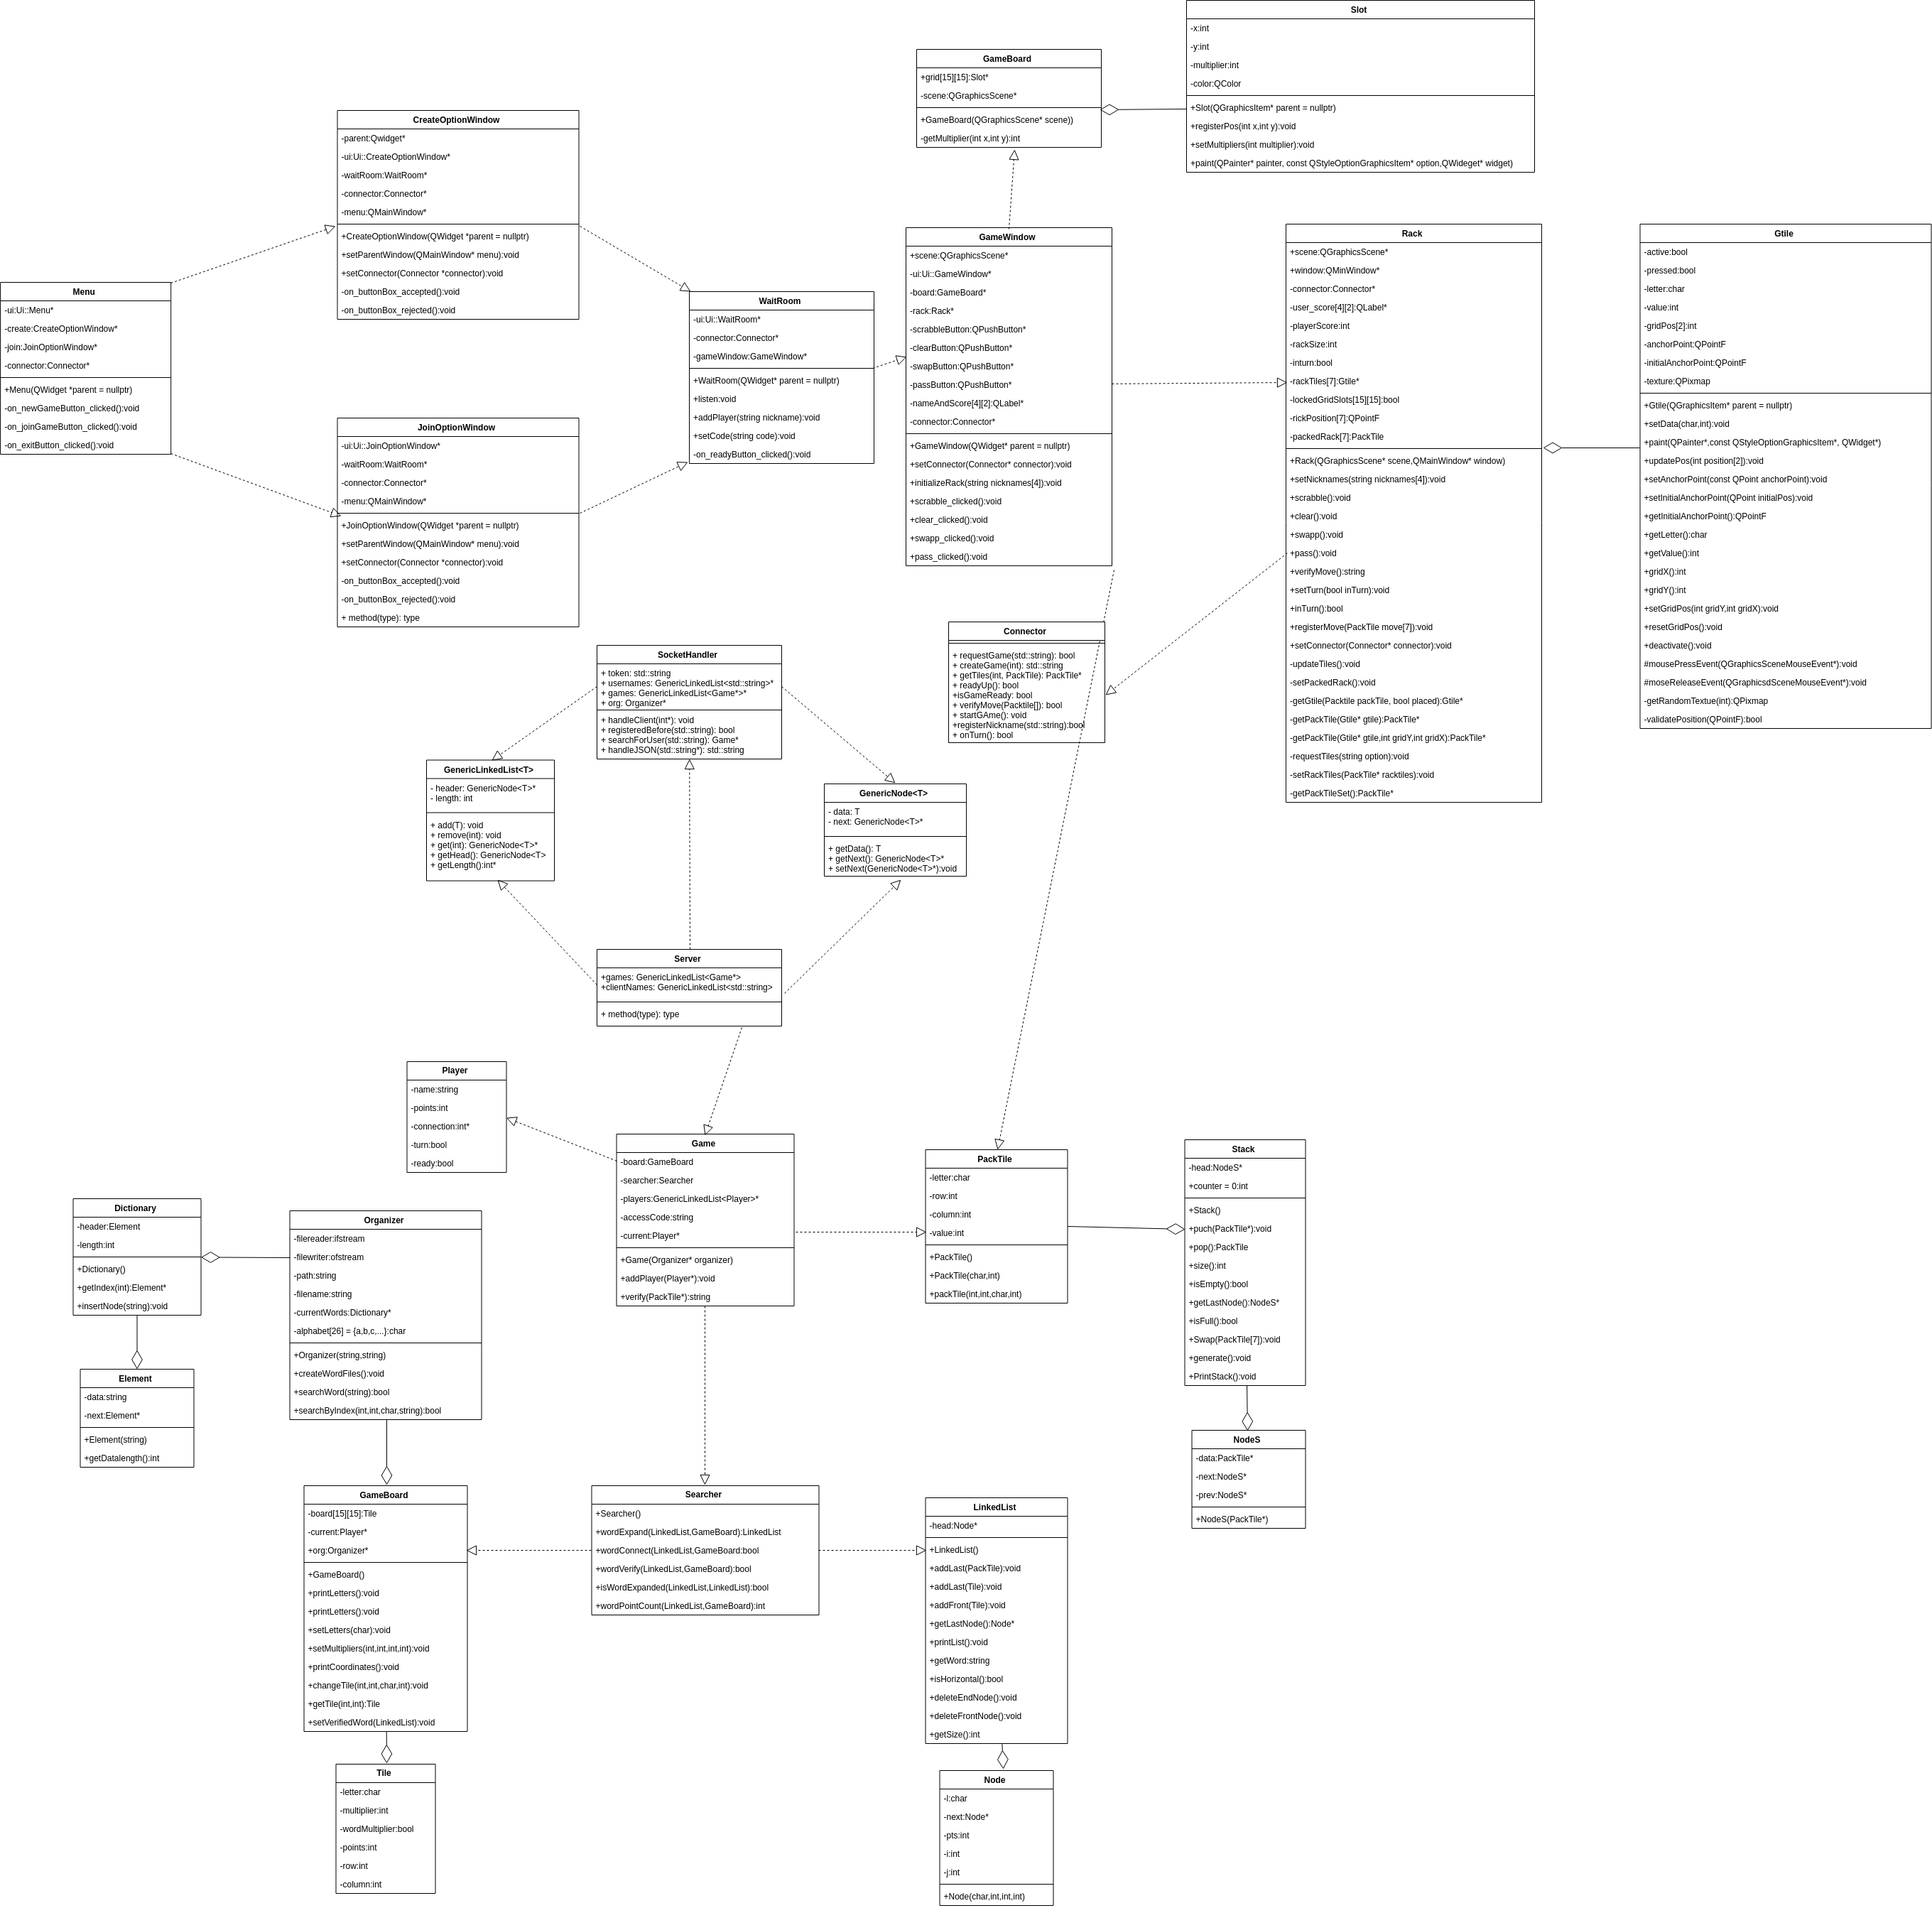 Slot
-x:int
-y:int
-multiplier:int
-color:QColor
+Slot(QGraphicsItem* parent = nullptr)
+registerPos(int x,int y):void
+setMultipliers(int multiplier):void
+paint(QPainter* painter, const QStyleOptionGraphicsItem* option,QWideget* widget)
GameBoard
+grid[15][15]:Slot*
-scene:QGraphicsScene*
+GameBoard(QGraphicsScene* scene))
-getMultiplier(int x,int y):int
CreateOptionWindow
-parent:Qwidget*
-ui:Ui::CreateOptionWindow*
-waitRoom:WaitRoom*
-connector:Connector*
-menu:QMainWindow*
+CreateOptionWindow(QWidget *parent = nullptr)
+setParentWindow(QMainWindow* menu):void
+setConnector(Connector *connector):void
-on_buttonBox_accepted():void
-on_buttonBox_rejected():void
Menu
-ui:Ui::Menu*
-create:CreateOptionWindow*
-join:JoinOptionWindow*
-connector:Connector*
+Menu(QWidget *parent = nullptr)
-on_newGameButton_clicked():void
-on_joinGameButton_clicked():void
-on_exitButton_clicked():void
JoinOptionWindow
-ui:Ui::JoinOptionWindow*
-waitRoom:WaitRoom*
-connector:Connector*
-menu:QMainWindow*
+JoinOptionWindow(QWidget *parent = nullptr)
+setParentWindow(QMainWindow* menu):void
+setConnector(Connector *connector):void
-on_buttonBox_accepted():void
-on_buttonBox_rejected():void
+ method(type): type
WaitRoom
-ui:Ui::WaitRoom*
-connector:Connector*
-gameWindow:GameWindow*
+WaitRoom(QWidget* parent = nullptr)
+listen:void
+addPlayer(string nickname):void
+setCode(string code):void
-on_readyButton_clicked():void
GameWindow
+scene:QGraphicsScene*
-ui:Ui::GameWindow*
-board:GameBoard*
-rack:Rack*
-scrabbleButton:QPushButton*
-clearButton:QPushButton*
-swapButton:QPushButton*
-passButton:QPushButton*
-nameAndScore[4][2]:QLabel*
-connector:Connector*
+GameWindow(QWidget* parent = nullptr)
+setConnector(Connector* connector):void
+initializeRack(string nicknames[4]):void
+scrabble_clicked():void
+clear_clicked():void
+swapp_clicked():void
+pass_clicked():void
Rack
+scene:QGraphicsScene*
+window:QMinWindow*
-connector:Connector*
-user_score[4][2]:QLabel*
-playerScore:int
-rackSize:int
-inturn:bool
-rackTiles[7]:Gtile*
-lockedGridSlots[15][15]:bool
-rickPosition[7]:QPointF
-packedRack[7]:PackTile
+Rack(QGraphicsScene* scene,QMainWindow* window)
+setNicknames(string nicknames[4]):void
+scrabble():void
+clear():void
+swapp():void
+pass():void
+verifyMove():string
+setTurn(bool inTurn):void
+inTurn():bool
+registerMove(PackTile move[7]):void
+setConnector(Connector* connector):void
-updateTiles():void
-setPackedRack():void
-getGtile(Packtile packTile, bool placed):Gtile*
-getPackTile(Gtile* gtile):PackTile*
-getPackTile(Gtile* gtile,int gridY,int gridX):PackTile*
-requestTiles(string option):void
-setRackTiles(PackTile* racktiles):void
-getPackTileSet():PackTile*
Gtile
-active:bool
-pressed:bool
-letter:char
-value:int
-gridPos[2]:int
-anchorPoint:QPointF
-initialAnchorPoint:QPointF
-texture:QPixmap
+Gtile(QGraphicsItem* parent = nullptr)
+setData(char,int):void
+paint(QPainter*,const QStyleOptionGraphicsItem*, QWidget*)
+updatePos(int position[2]):void
+setAnchorPoint(const QPoint anchorPoint):void
+setInitialAnchorPoint(QPoint initialPos):void
+getInitialAnchorPoint():QPointF
+getLetter():char
+getValue():int
+gridX():int
+gridY():int
+setGridPos(int gridY,int gridX):void
+resetGridPos():void
+deactivate():void
#mousePressEvent(QGraphicsSceneMouseEvent*):void
#moseReleaseEvent(QGraphicsdSceneMouseEvent*):void
-getRandomTextue(int):QPixmap
-validatePosition(QPointF):bool
Connector
+ requestGame(std::string): bool
+ createGame(int): std::string
+ getTiles(int, PackTile): PackTile*
+ readyUp(): bool
+isGameReady: bool
+ verifyMove(Packtile[]): bool
+ startGAme(): void
+registerNickname(std::string):bool
+ onTurn(): bool
SocketHandler
+ token: std::string
+ usernames: GenericLinkedList<std::string>*
+ games: GenericLinkedList<Game*>*
+ org: Organizer*
+ handleClient(int*): void
+ registeredBefore(std::string): bool
+ searchForUser(std::string): Game*
+ handleJSON(std::string*): std::string
GenericLinkedList<T>
- header: GenericNode<T>*
- length: int
+ add(T): void
+ remove(int): void
+ get(int): GenericNode<T>*
+ getHead(): GenericNode<T>
+ getLength():int*
GenericNode<T>
- data: T
- next: GenericNode<T>*
+ getData(): T
+ getNext(): GenericNode<T>*
+ setNext(GenericNode<T>*):void
Server
+games: GenericLinkedList<Game*>
+clientNames: GenericLinkedList<std::string>
+ method(type): type
Player
-name:string
-points:int
-connection:int*
-turn:bool
-ready:bool
Game
-board:GameBoard
-searcher:Searcher
-players:GenericLinkedList<Player>*
-accessCode:string
-current:Player*
+Game(Organizer* organizer)
+addPlayer(Player*):void
+verify(PackTile*):string
PackTile
-letter:char
-row:int
-column:int
-value:int
+PackTile()
+PackTile(char,int)
+packTile(int,int,char,int)
Stack
-head:NodeS*
+counter = 0:int
+Stack()
+puch(PackTile*):void
+pop():PackTile
+size():int
+isEmpty():bool
+getLastNode():NodeS*
+isFull():bool
+Swap(PackTile[7]):void
+generate():void
+PrintStack():void
NodeS
-data:PackTile*
-next:NodeS*
-prev:NodeS*
+NodeS(PackTile*)
Dictionary
-header:Element
-length:int
+Dictionary()
+getIndex(int):Element*
+insertNode(string):void
Element
-data:string
-next:Element*
+Element(string)
+getDatalength():int
Organizer
-filereader:ifstream
-filewriter:ofstream
-path:string
-filename:string
-currentWords:Dictionary*
-alphabet[26] = {a,b,c,...}:char
+Organizer(string,string)
+createWordFiles():void
+searchWord(string):bool
+searchByIndex(int,int,char,string):bool
GameBoard
-board[15][15]:Tile
-current:Player*
+org:Organizer*
+GameBoard()
+printLetters():void
+printLetters():void
+setLetters(char):void
+setMultipliers(int,int,int,int):void
+printCoordinates():void
+changeTile(int,int,char,int):void
+getTile(int,int):Tile
+setVerifiedWord(LinkedList):void
Searcher
+Searcher()
+wordExpand(LinkedList,GameBoard):LinkedList
+wordConnect(LinkedList,GameBoard:bool
+wordVerify(LinkedList,GameBoard):bool
+isWordExpanded(LinkedList,LinkedList):bool
+wordPointCount(LinkedList,GameBoard):int
LinkedList
-head:Node*
+LinkedList()
+addLast(PackTile):void
+addLast(Tile):void
+addFront(Tile):void
+getLastNode():Node*
+printList():void
+getWord:string
+isHorizontal():bool
+deleteEndNode():void
+deleteFrontNode():void
+getSize():int
Tile
-letter:char
-multiplier:int
-wordMultiplier:bool
-points:int
-row:int
-column:int
Node
-l:char
-next:Node*
-pts:int
-i:int
-j:int
+Node(char,int,int,int)